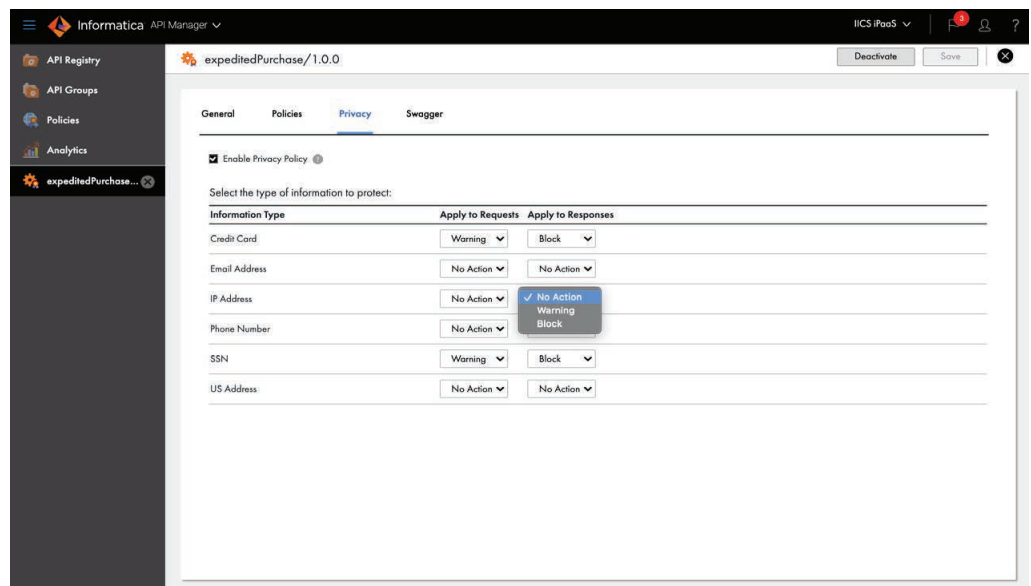 Informatica API Manager
IICS iPaaS
3
?
API Registry
API Groups
Policies
Analytics
expeditedPurchase...
expeditedPurchase/1.0.0
Deactivate
Save
General Policies Privacy Swagger
Enable Privacy Policy
Select the type of information to protect:
Information Type Apply to Requests Apply to Responses
Credit Card Warning Block
Email Address No Action No Action
IP Address No Action ✓ No Action
Warning
Block
Phone Number No Action
SSN Warning Block
US Address No Action No Action